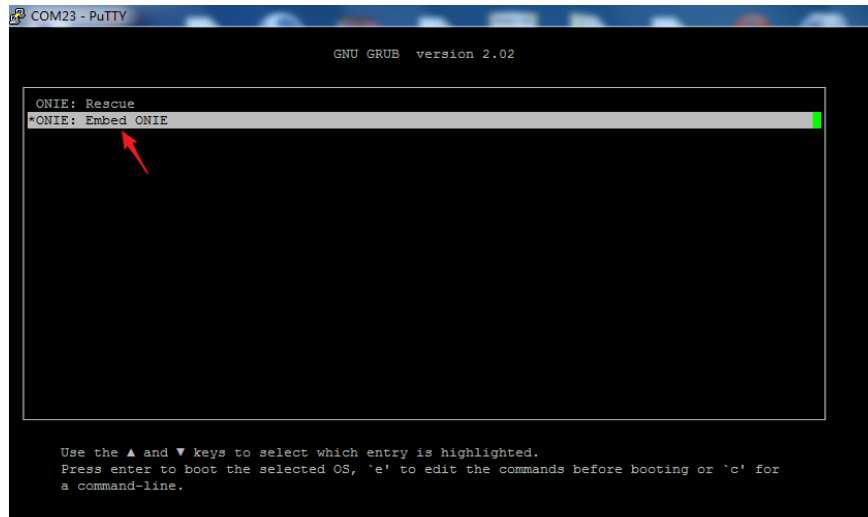 COM23 - PuTTY
GNU GRUB version 2.02
ONIE: Rescue
*ONIE: Embed ONIE
Use the ▲ and ▼ keys to select which entry is highlighted.
Press enter to boot the selected OS, `e' to edit the commands before booting or `c' for
a command-line.